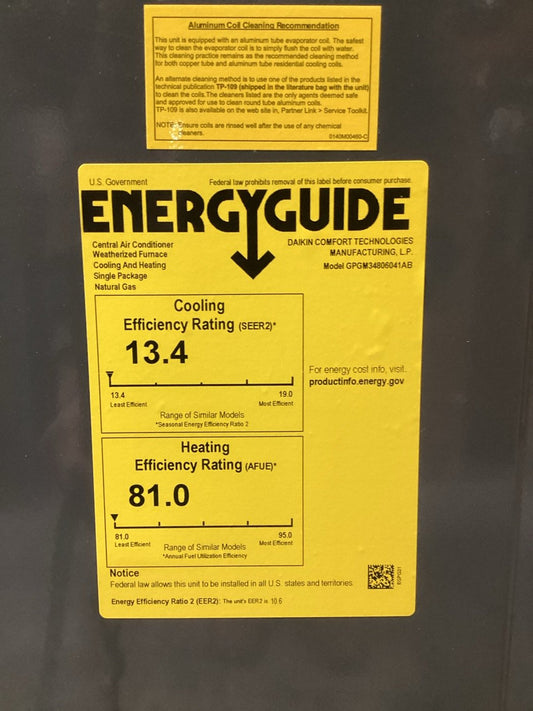 Aluminum Coil Cleaning Recommendation
This unit is equipped with an aluminum tube evaporator coil. The safest
way to clean the evaporator coil is to simply flush the coil with water.
This cleaning practice remains as the recommended cleaning method
for both copper tube and aluminum tube residential cooling coils.
An alternate cleaning method is to use one of the products listed in the
technical publication TP-109 (shipped in the literature bag with the unit)
to clean the coils.The cleaners listed are the only agents deemed safe
and approved for use to clean round tube aluminum coils.
TP-109 is also available on the web site in, Partner Link > Service Toolkit.
NOTE: Ensure coils are rinsed well after the use of any chemical
cleaners.
0140M00460-C
U.S. Government
Federal law prohibits removal of this label before consumer purchase.
ENERGYGUIDE
Central Air Conditioner
Weatherized Furnace
Cooling And Heating
Single Package
Natural Gas
DAIKIN COMFORT TECHNOLOGIES
MANUFACTURING, L.P.
Model GPGM34806041AB
Cooling
Efficiency Rating (SEER2)*
13.4
13.4 19.0
Least Efficient Most Efficient
Range of Similar Models
*Seasonal Energy Efficiency Ratio 2
For energy cost info, visit.
productinfo.energy.gov
Heating
Efficiency Rating (AFUE)*
81.0
81.0 95.0
Least Efficient Most Efficient
Range of Similar Models
*Annual Fuel Utilization Efficiency
Notice
Federal law allows this unit to be installed in all U.S. states and territories.
Energy Efficiency Ratio 2 (EER2): The unit's EER2 is 10.6